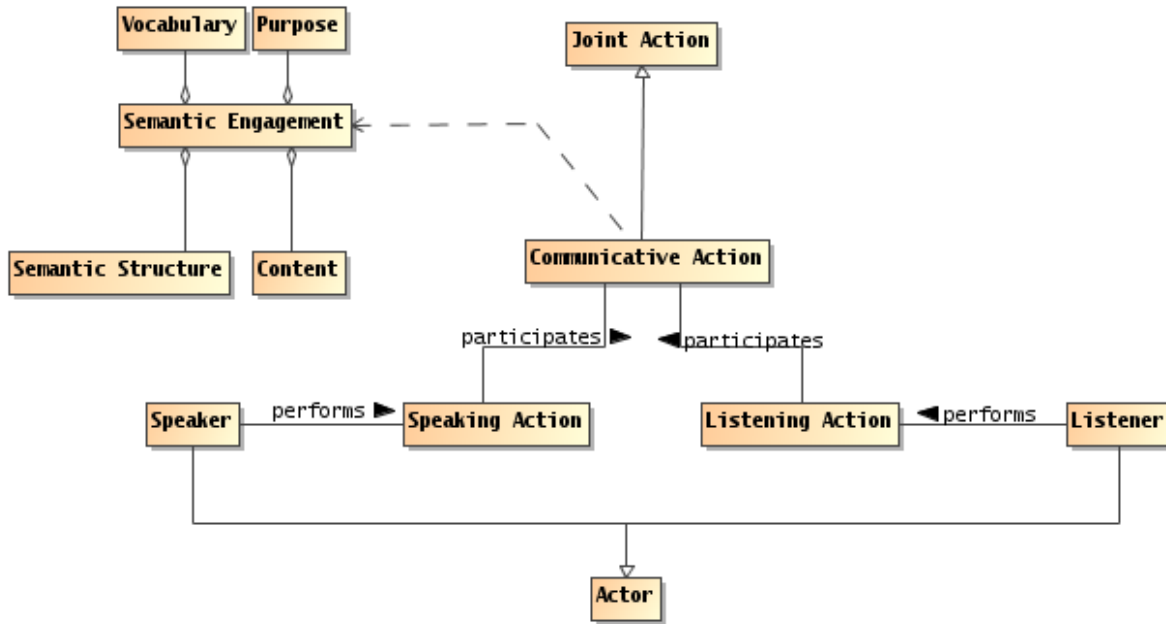 Vocabulary
Purpose
Joint Action
Semantic Engagement
Communicative Action
Semantic Structure
Content
participates
participates
Speaker
performs
Speaking Action
Listening Action
performs
Listener
Actor